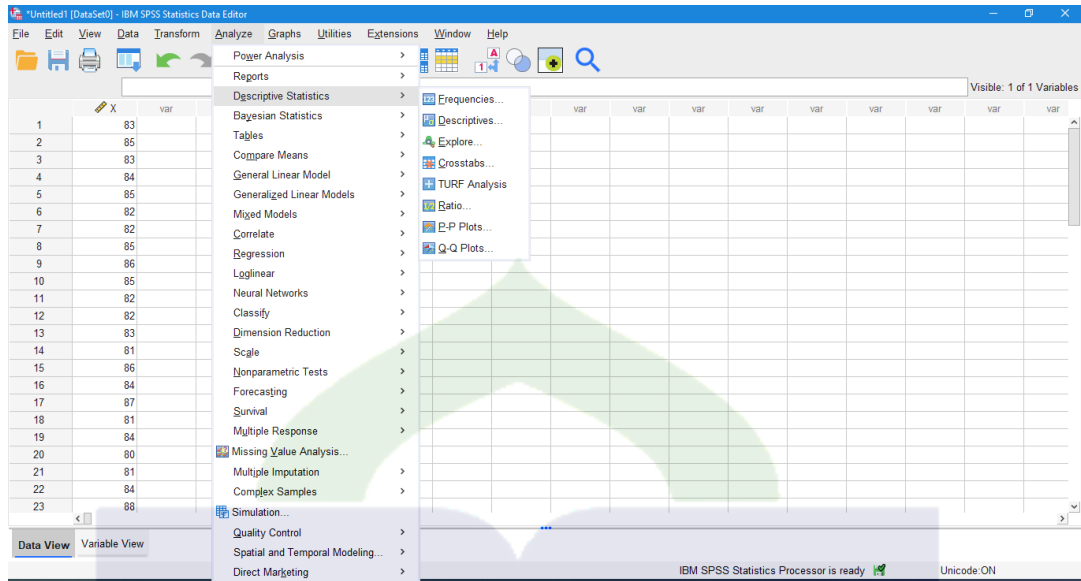 *Untitled1 [DataSet0] - IBM SPSS Statistics Data Editor
File Edit View Data Transform Analyze Graphs Utilities Extensions Window Help
Visible: 1 of 1 Variables
X var var var var var var var var var var
1 83
2 85
3 83
4 84
5 85
6 82
7 82
8 85
9 86
10 85
11 82
12 82
13 83
14 81
15 86
16 84
17 87
18 81
19 84
20 80
21 81
22 84
23 88
Power Analysis
Reports
Descriptive Statistics
Bayesian Statistics
Tables
Compare Means
General Linear Model
Generalized Linear Models
Mixed Models
Correlate
Regression
Loglinear
Neural Networks
Classify
Dimension Reduction
Scale
Nonparametric Tests
Forecasting
Survival
Multiple Response
Missing Value Analysis...
Multiple Imputation
Complex Samples
Simulation...
Quality Control
Spatial and Temporal Modeling...
Direct Marketing
Frequencies...
Descriptives...
Explore...
Crosstabs...
TURF Analysis
Ratio...
P-P Plots...
Q-Q Plots...
Data View Variable View
IBM SPSS Statistics Processor is ready Unicode:ON